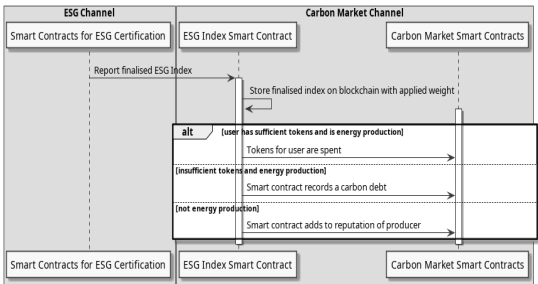 ESG Channel
Carbon Market Channel
Smart Contracts for ESG Certification
ESG Index Smart Contract
Carbon Market Smart Contracts
Report finalised ESG Index
Store finalised index on blockchain with applied weight
alt
[user has sufficient tokens and is energy production]
Tokens for user are spent
[insufficient tokens and energy production]
Smart contract records a carbon debt
[not energy production]
Smart contract adds to reputation of producer
Smart Contracts for ESG Certification
ESG Index Smart Contract
Carbon Market Smart Contracts